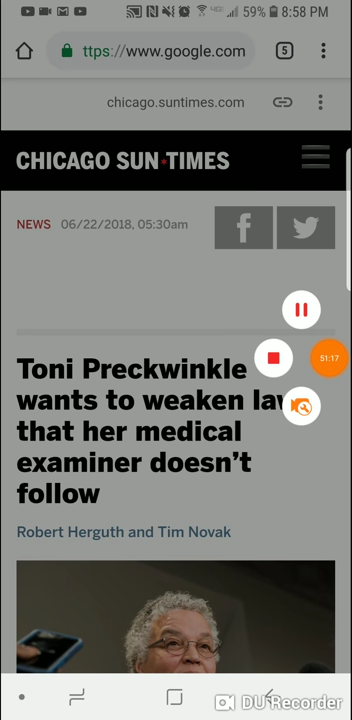 59% 8:58 PM
ttps://www.google.com 5
chicago.suntimes.com
CHICAGO SUN TIMES
NEWS 06/22/2018, 05:30am
Toni Preckwinkle
51:17
wants to weaken law
that her medical
examiner doesn't
follow
Robert Herguth and Tim Novak
DU Recorder